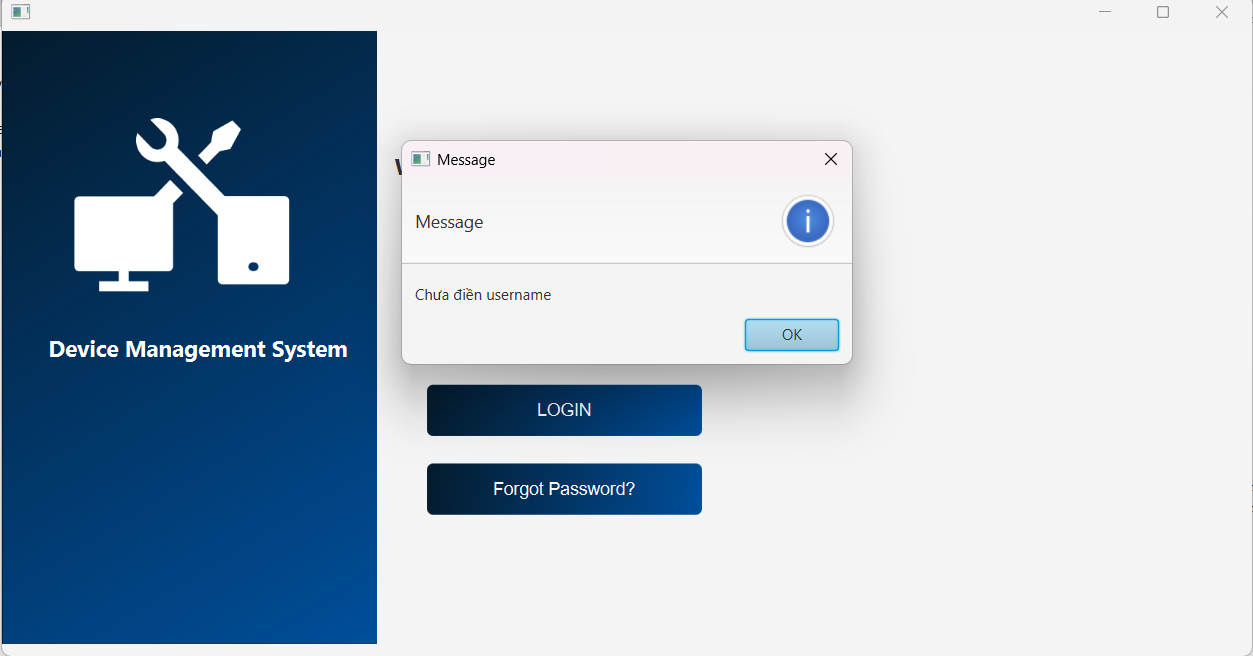 Message
Message
Chưa điền username
OK
Device Management System
LOGIN
Forgot Password?